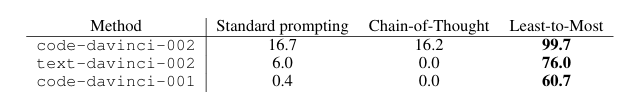 Method Standard prompting Chain-of-Thought Least-to-Most
code-davinci-002 16.7 16.2 99.7
text-davinci-002 6.0 0.0 76.0
code-davinci-001 0.4 0.0 60.7